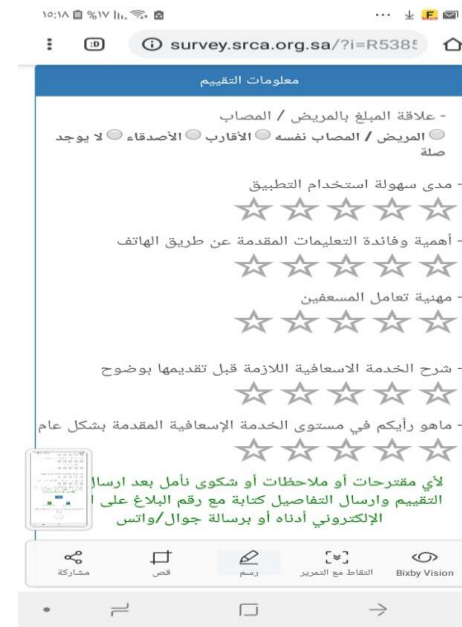 ١٠:١٨ %١٧
survey.srca.org.sa/?i=R5385
:D
معلومات التقييم
- علاقة المبلغ بالمريض / المصاب
المريض / المصاب نفسه الأقارب الأصدقاء لا يوجد
صلة
- مدى سهولة استخدام التطبيق
- أهمية وفائدة التعليمات المقدمة عن طريق الهاتف
- مهنية تعامل المسعفين
- شرح الخدمة الاسعافية اللازمة قبل تقديمها بوضوح
- ماهو رأيكم في مستوى الخدمة الإسعافية المقدمة بشكل عام
لأي مقترحات أو ملاحظات أو شكوى نأمل بعد ارسال
التقييم وارسال التفاصيل كتابة مع رقم البلاغ على
الإلكتروني أدناه أو برسالة جوال/واتس
Bixby Vision التقاط مع التمرير رسم قص مشاركة